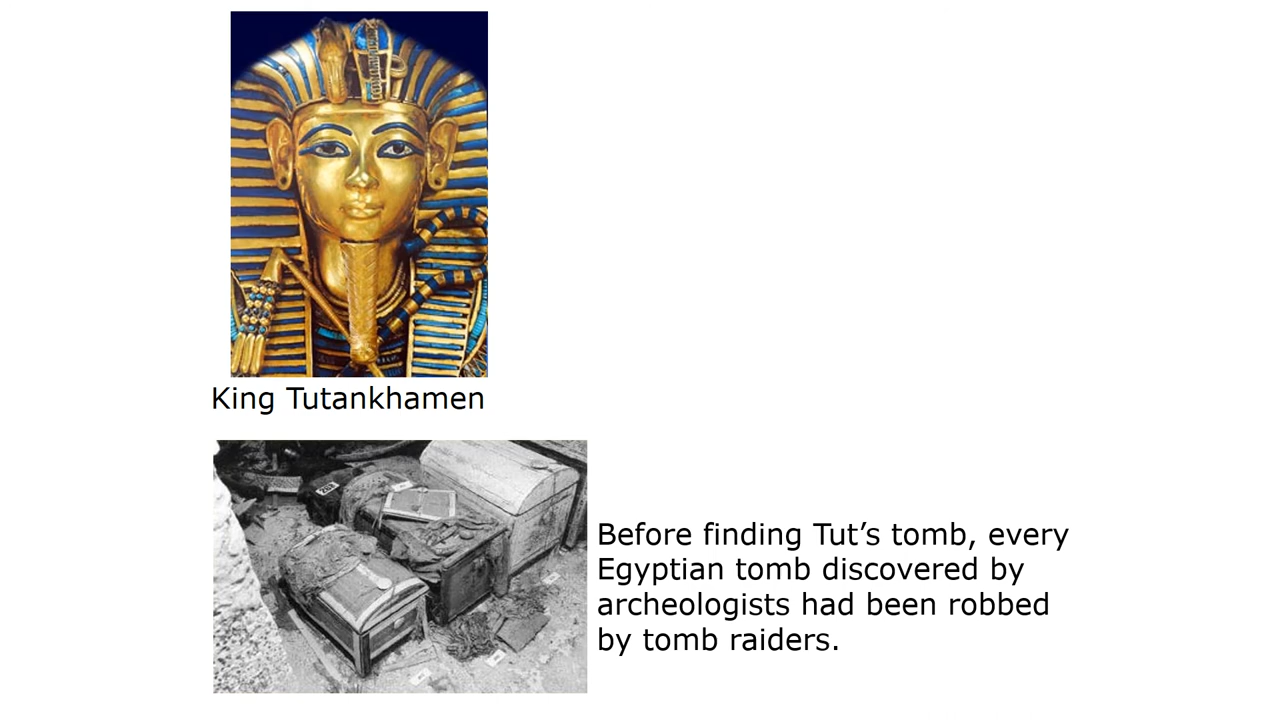 King Tutankhamen
Before finding Tut’s tomb, every
Egyptian tomb discovered by
archeologists had been robbed
by tomb raiders.